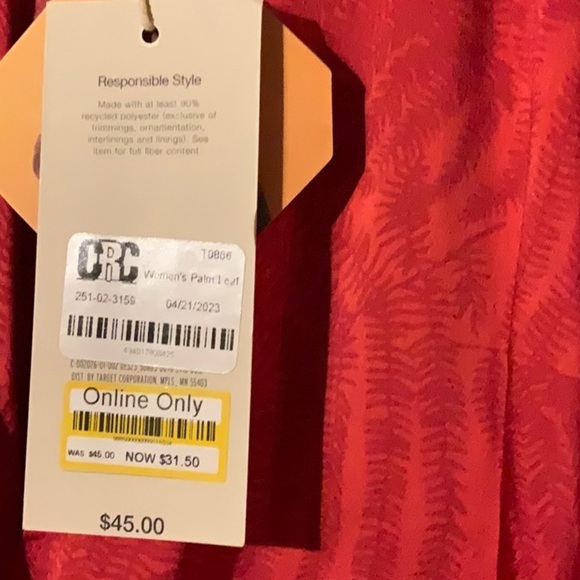 Responsible Style
Made with at least 90%
recycled polyester (exclusive of
trimmings, ornamentation,
interlinings and linings). See
item for full fiber content.
CRC T0886
Women's Palm Leaf
251-02-3159 04/21/2023
DIST. BY TARGET CORPORATION, MPLS, MN 55403
Online Only
WAS $45.00 NOW $31.50
$45.00